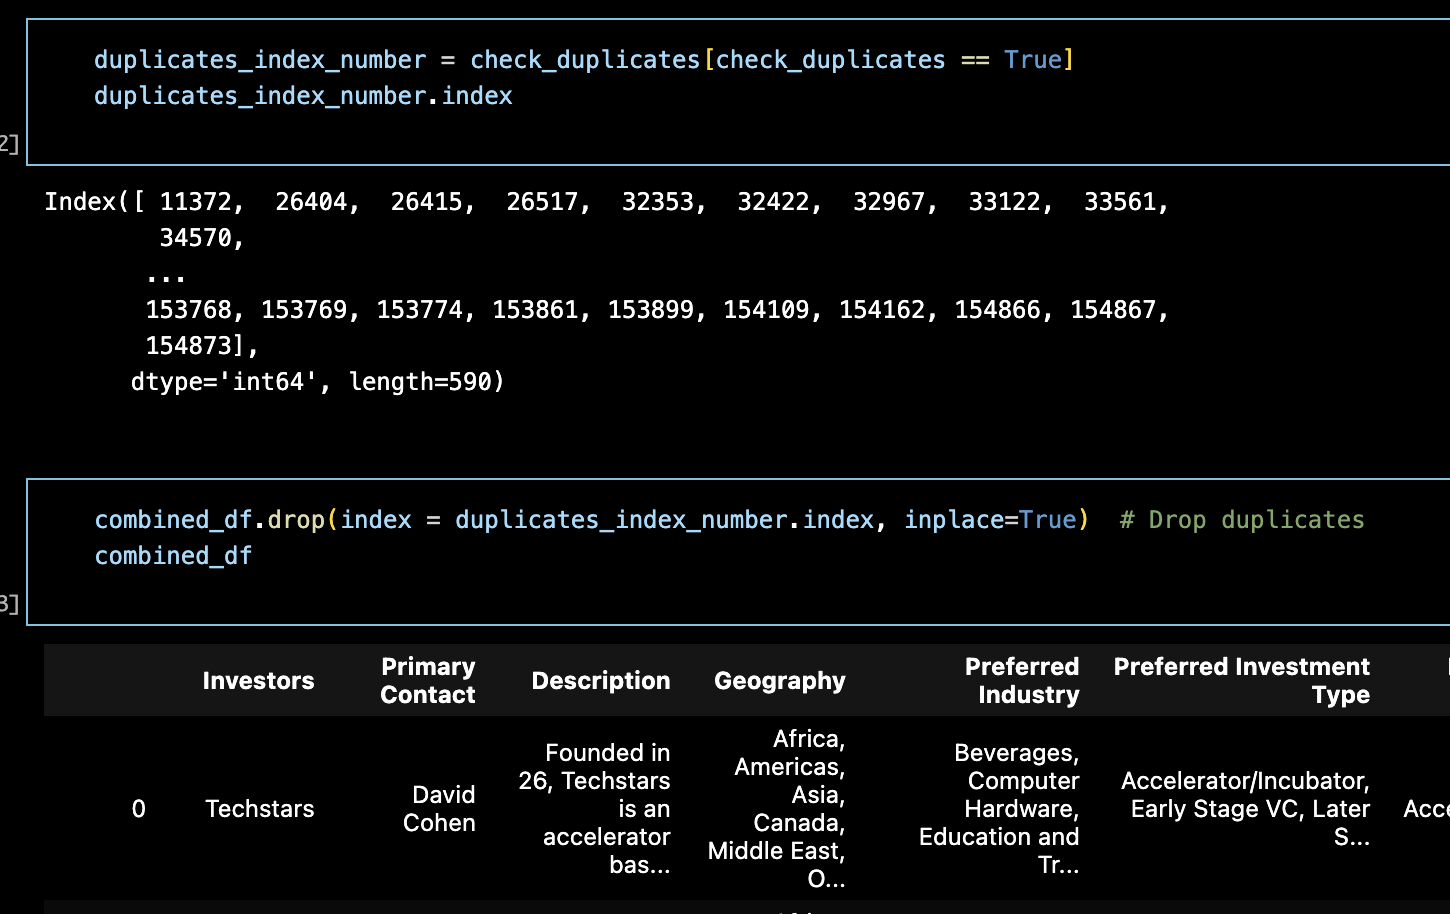 duplicates_index_number = check_duplicates[check_duplicates == True]
duplicates_index_number.index
2]
Index([ 11372,  26404,  26415,  26517,  32353,  32422,  32967,  33122,  33561,
34570,
...
153768, 153769, 153774, 153861, 153899, 154109, 154162, 154866, 154867,
154873],
dtype='int64', length=590)
combined_df.drop(index = duplicates_index_number.index, inplace=True)  # Drop duplicates
combined_df
3]
Investors
Primary
Contact
Description
Geography
Preferred
Industry
Preferred Investment
Type
0
Techstars
David
Cohen
Founded in
26, Techstars
is an
accelerator
bas...
Africa,
Americas,
Asia,
Canada,
Middle East,
O...
Beverages,
Computer
Hardware,
Education and
Tr...
Accelerator/Incubator,
Early Stage VC, Later
S...
Acce